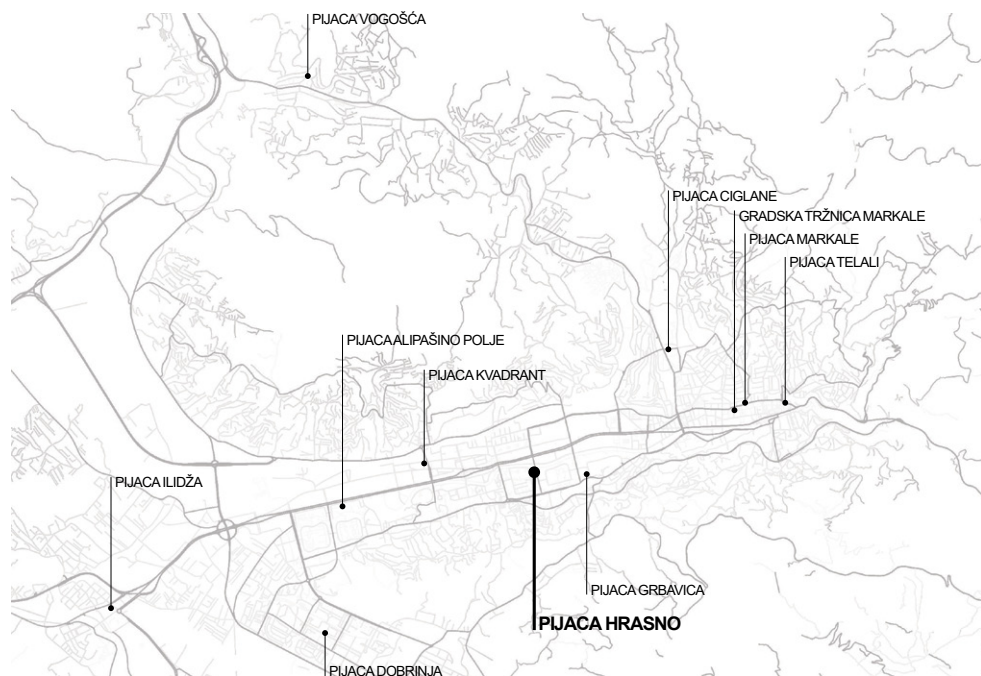 PIJACA VOGOŠĆA
PIJACA CIGLANE
GRADSKA TRŽNICA MARKALE
PIJACA MARKALE
PIJACA TELALI
PIJACA ALIPAŠINO POLJE
PIJACA KVADRANT
PIJACA ILIDŽA
PIJACA GRBAVICA
PIJACA HRASNO
PIJACA DOBRINJA